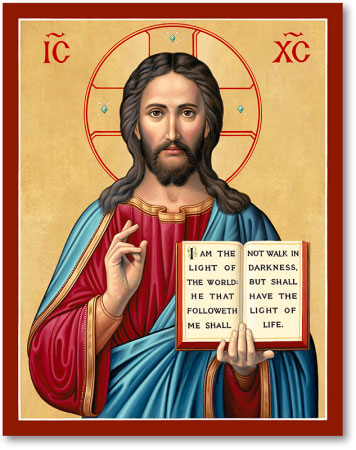 IC XC
I AM THE
LIGHT OF
THE WORLD:
HE THAT
FOLLOWETH
ME SHALL
NOT WALK IN
DARKNESS,
BUT SHALL
HAVE THE
LIGHT OF
LIFE.